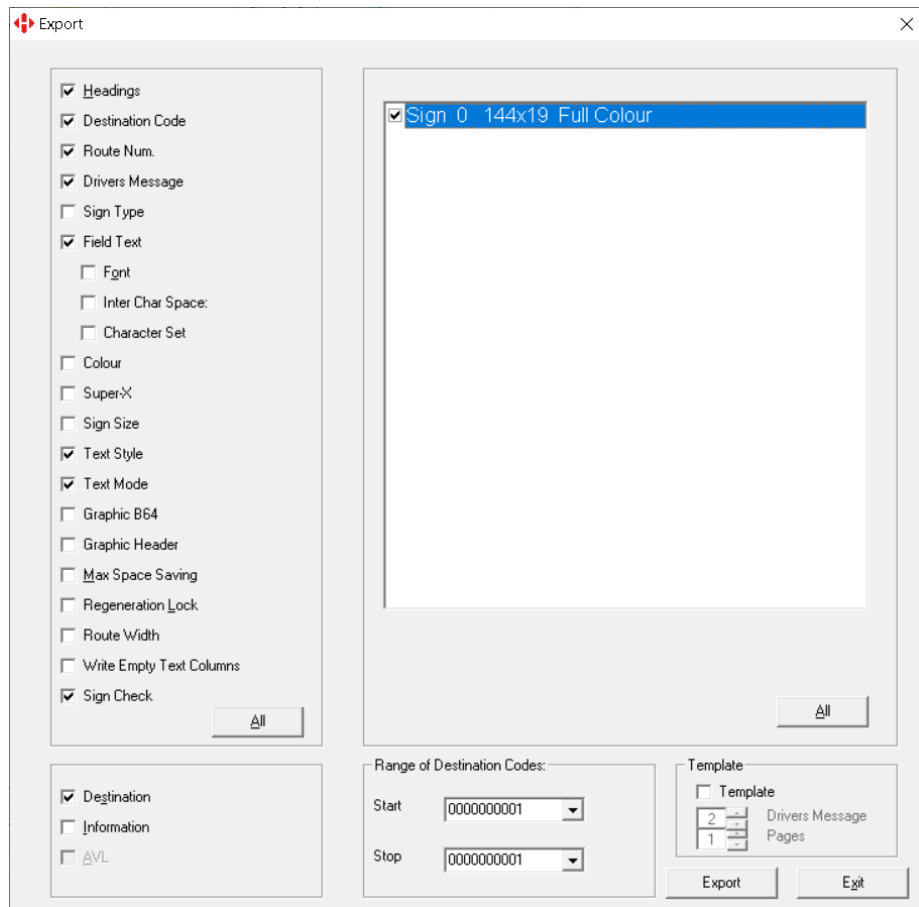 Export
Headings
Destination Code
Route Num.
Drivers Message
Sign Type
Field Text
Font
Inter Char Space:
Character Set
Colour
Super-X
Sign Size
Text Style
Text Mode
Graphic B64
Graphic Header
Max Space Saving
Regeneration Lock
Route Width
Write Empty Text Columns
Sign Check
All
Sign 0 144x19 Full Colour
All
Destination
Information
AVL
Range of Destination Codes:
Start 0000000001
Stop 0000000001
Template
Template
2 Drivers Message
1 Pages
Export Exit